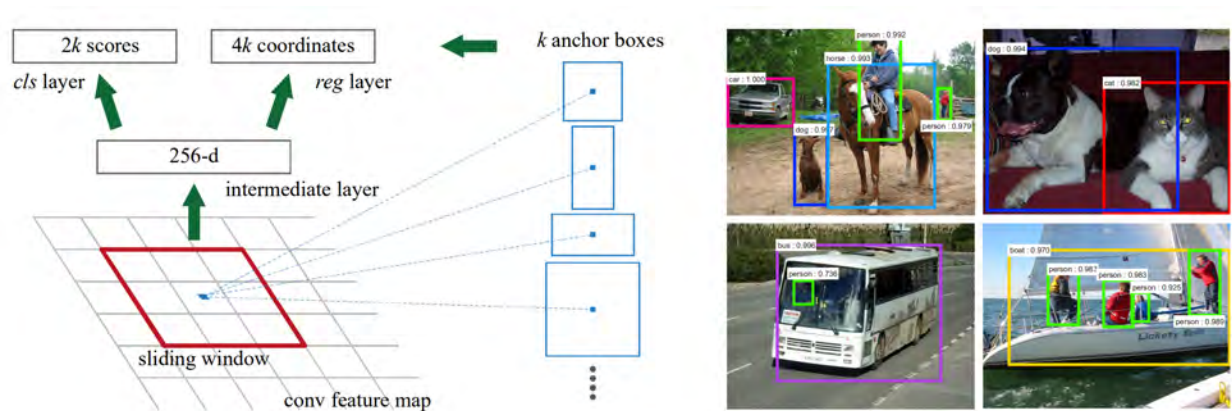 2k scores
4k coordinates
k anchor boxes
cls layer
reg layer
256-d
intermediate layer
sliding window
conv feature map
person : 0.992
horse : 0.993
car : 1.000
dog : 0.997
person : 0.979
dog : 0.994
cat : 0.982
bus : 0.996
person : 0.736
boat : 0.970
person : 0.983
person : 0.983
person : 0.925
person : 0.989